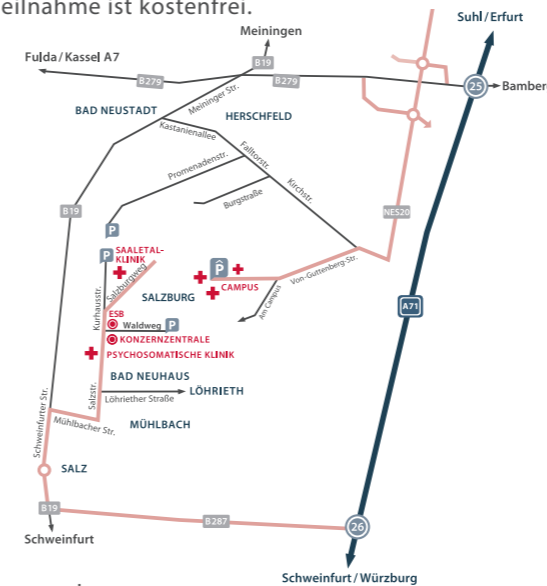 eilnahme ist kostenfrei.
Suhl/Erfurt
Meiningen
Fulda/Kassel A7
B19
B279
B279
25
Bamber
Meininger Str.
BAD NEUSTADT
HERSCHFELD
Kastanienallee
Falltorstr.
Promenadenstr.
Kirchstr.
Burgstraße
B19
NES20
P
P
SAALETAL-
KLINIK
Salzburgweg
P
CAMPUS
Von-Guttenberg-Str.
Am Campus
SALZBURG
Kurhausstr.
A71
ESB
Waldweg
P
KONZERNZENTRALE
PSYCHOSOMATISCHE KLINIK
BAD NEUHAUS
LÖHRIETH
Löhriether Straße
Salzstr.
Schweinfurter Str.
Mühlbacher Str.
MÜHLBACH
SALZ
B19
B287
26
Schweinfurt
Schweinfurt/Würzburg